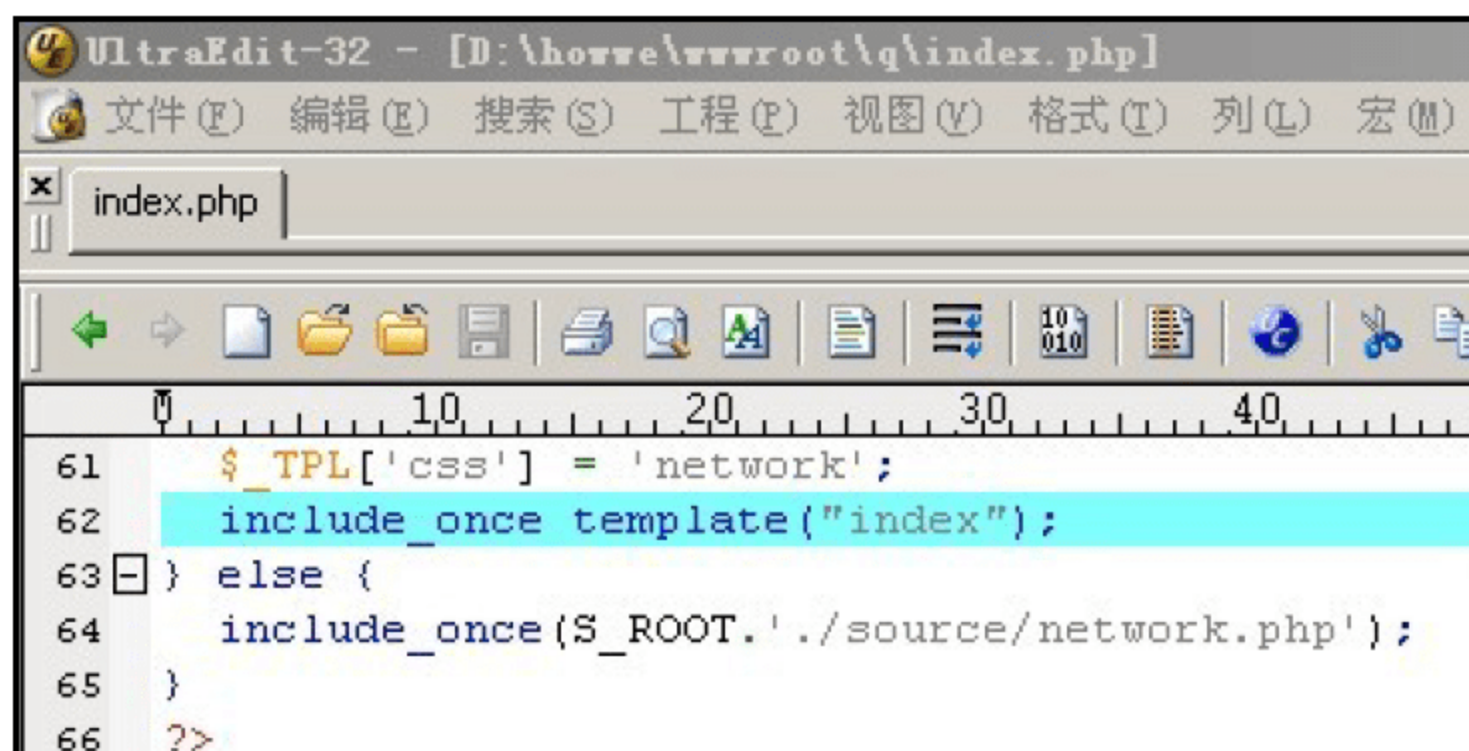 UltraEdit-32 - [D:\howwe\wwwroot\q\index.php]
文件(F) 编辑(E) 搜索(S) 工程(P) 视图(V) 格式(T) 列(L) 宏(M)
index.php
0 10 20 30 40
61 $_TPL['css'] = 'network';
62 include_once template("index");
63 } else {
64 include_once(S_ROOT.'./source/network.php');
65 }
66 ?>